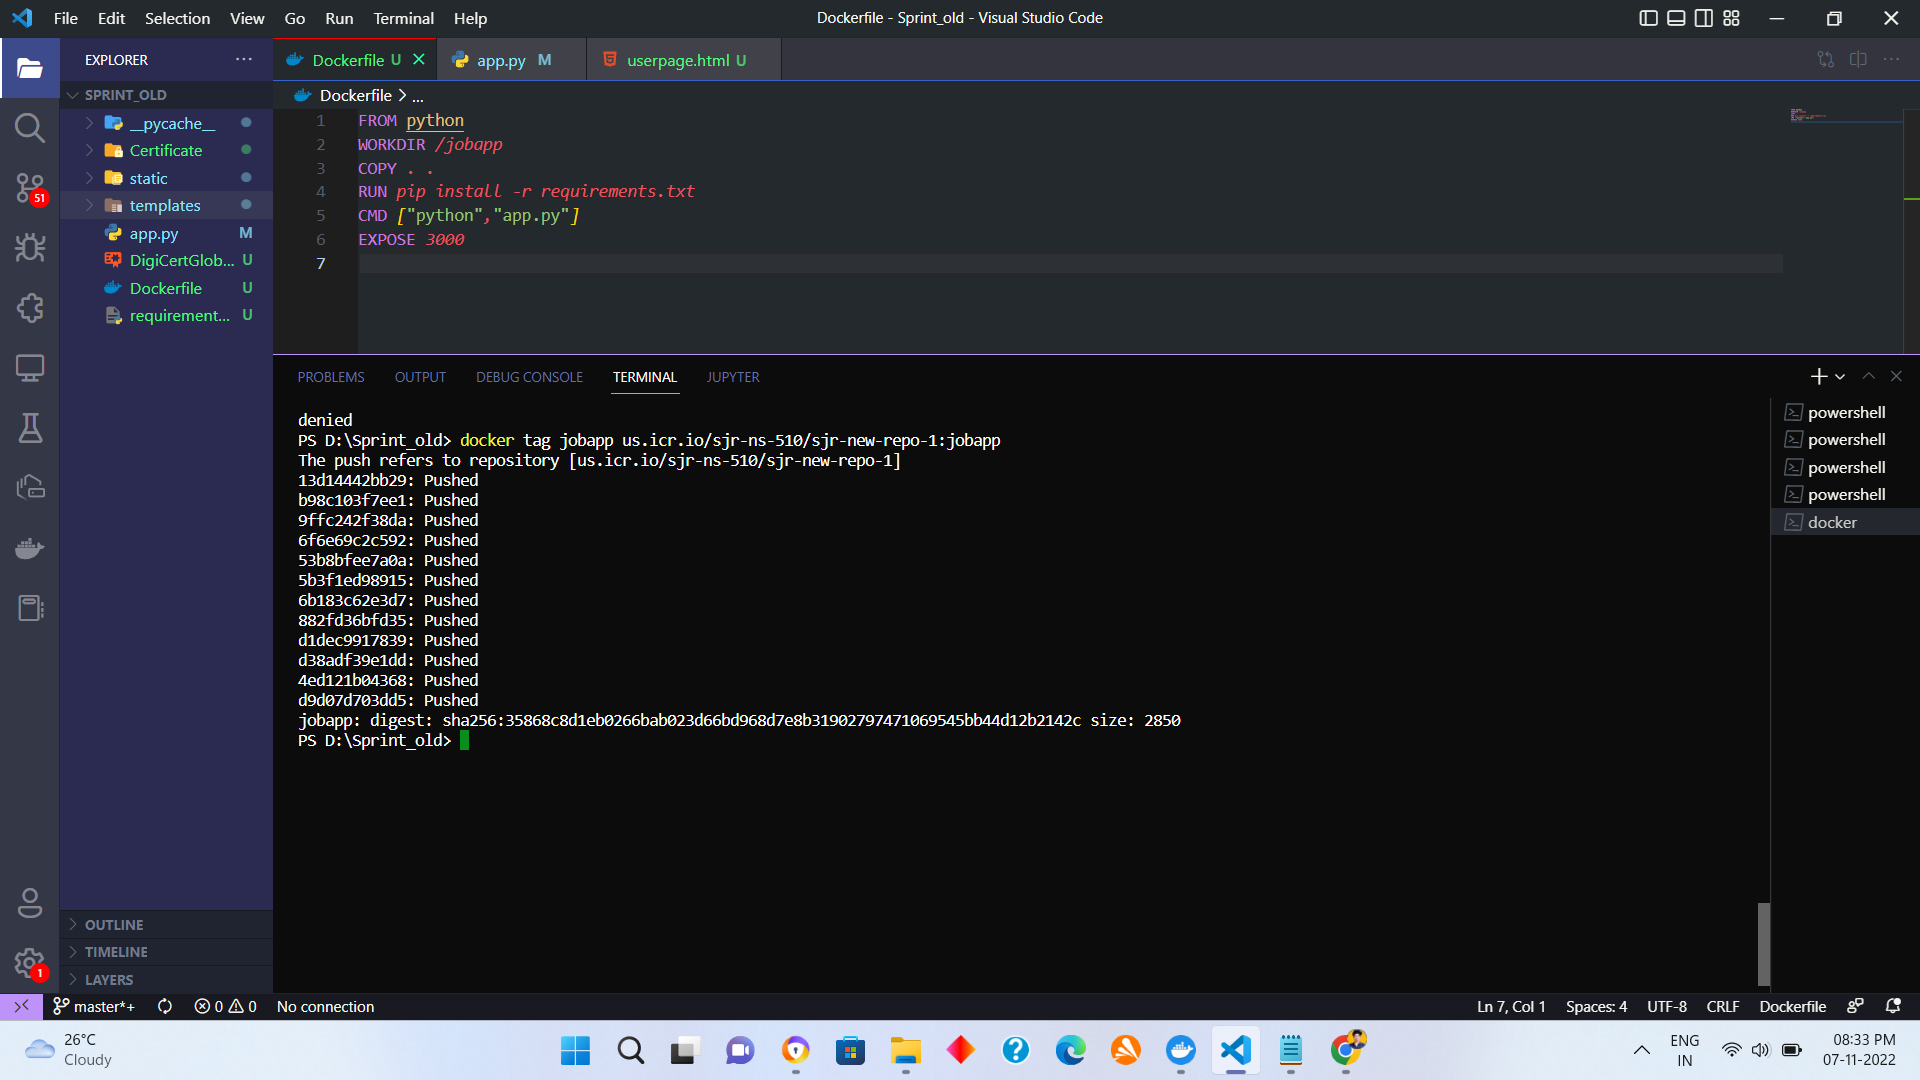 File Edit Selection View Go Run Terminal Help
Dockerfile - Sprint_old - Visual Studio Code
EXPLORER
SPRINT_OLD
__pycache__
Certificate
static
templates
app.py M
DigiCertGlob... U
Dockerfile U
requirement... U
OUTLINE
TIMELINE
LAYERS
51
1
Dockerfile U
app.py M
userpage.html U
Dockerfile > ...
1 FROM python
2 WORKDIR /jobapp
3 COPY . .
4 RUN pip install -r requirements.txt
5 CMD ["python","app.py"]
6 EXPOSE 3000
7
PROBLEMS OUTPUT DEBUG CONSOLE TERMINAL JUPYTER
denied
PS D:\Sprint_old> docker tag jobapp us.icr.io/sjr-ns-510/sjr-new-repo-1:jobapp
The push refers to repository [us.icr.io/sjr-ns-510/sjr-new-repo-1]
13d14442bb29: Pushed
b98c103f7ee1: Pushed
9ffc242f38da: Pushed
6f6e69c2c592: Pushed
53b8bfee7a0a: Pushed
5b3f1ed98915: Pushed
6b183c62e3d7: Pushed
882fd36bfd35: Pushed
d1dec9917839: Pushed
d38adf39e1dd: Pushed
4ed121b04368: Pushed
d9d07d703dd5: Pushed
jobapp: digest: sha256:35868c8d1eb0266bab023d66bd968d7e8b31902797471069545bb44d12b2142c size: 2850
PS D:\Sprint_old>
powershell
powershell
powershell
powershell
docker
master*+ 0 0 No connection
Ln 7, Col 1 Spaces: 4 UTF-8 CRLF Dockerfile
26°C
Cloudy
ENG
IN
08:33 PM
07-11-2022